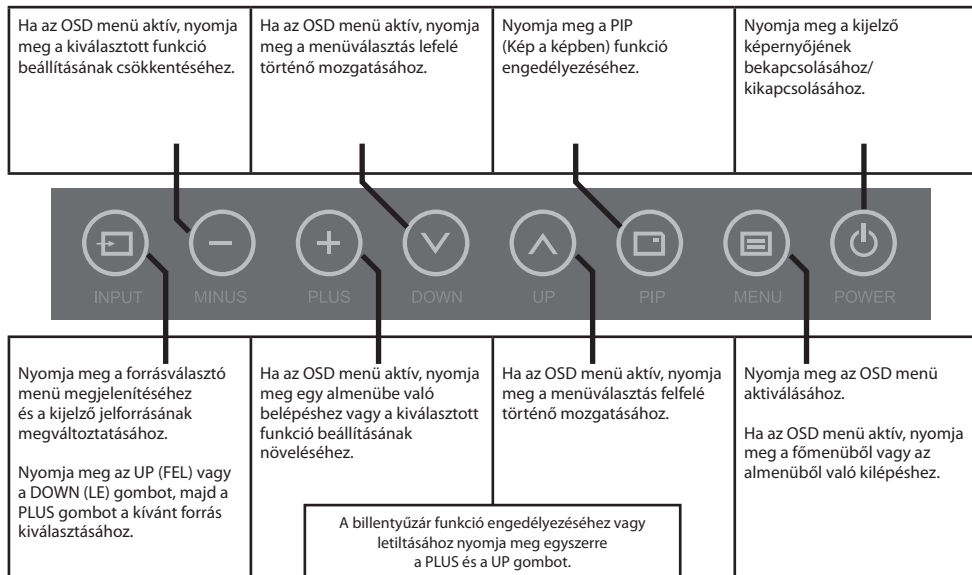 Ha az OSD menü aktív, nyomja
meg a kiválasztott funkció
beállításának csökkentéséhez.
Ha az OSD menü aktív, nyomja
meg a menüválasztás lefelé
történő mozgatásához.
Nyomja meg a PIP
(Kép a képben) funkció
engedélyezéséhez.
Nyomja meg a kijelző
képernyőjének
bekapcsolásához/
kikapcsolásához.
INPUT
MINUS
PLUS
DOWN
UP
PIP
MENU
POWER
Nyomja meg a forrásválasztó
menü megjelenítéséhez
és a kijelző jelforrásának
megváltoztatásához.
Nyomja meg az UP (FEL) vagy
a DOWN (LE) gombot, majd a
PLUS gombot a kívánt forrás
kiválasztásához.
Ha az OSD menü aktív, nyomja
meg egy almenübe való
belépéshez vagy a kiválasztott
funkció beállításának
növeléséhez.
Ha az OSD menü aktív, nyomja
meg a menüválasztás felfelé
történő mozgatásához.
Nyomja meg az OSD menü
aktiválásához.
Ha az OSD menü aktív, nyomja
meg a főmenüből vagy az
almenüből való kilépéshez.
A billentyűzár funkció engedélyezéséhez vagy
letiltásához nyomja meg egyszerre
a PLUS és a UP gombot.